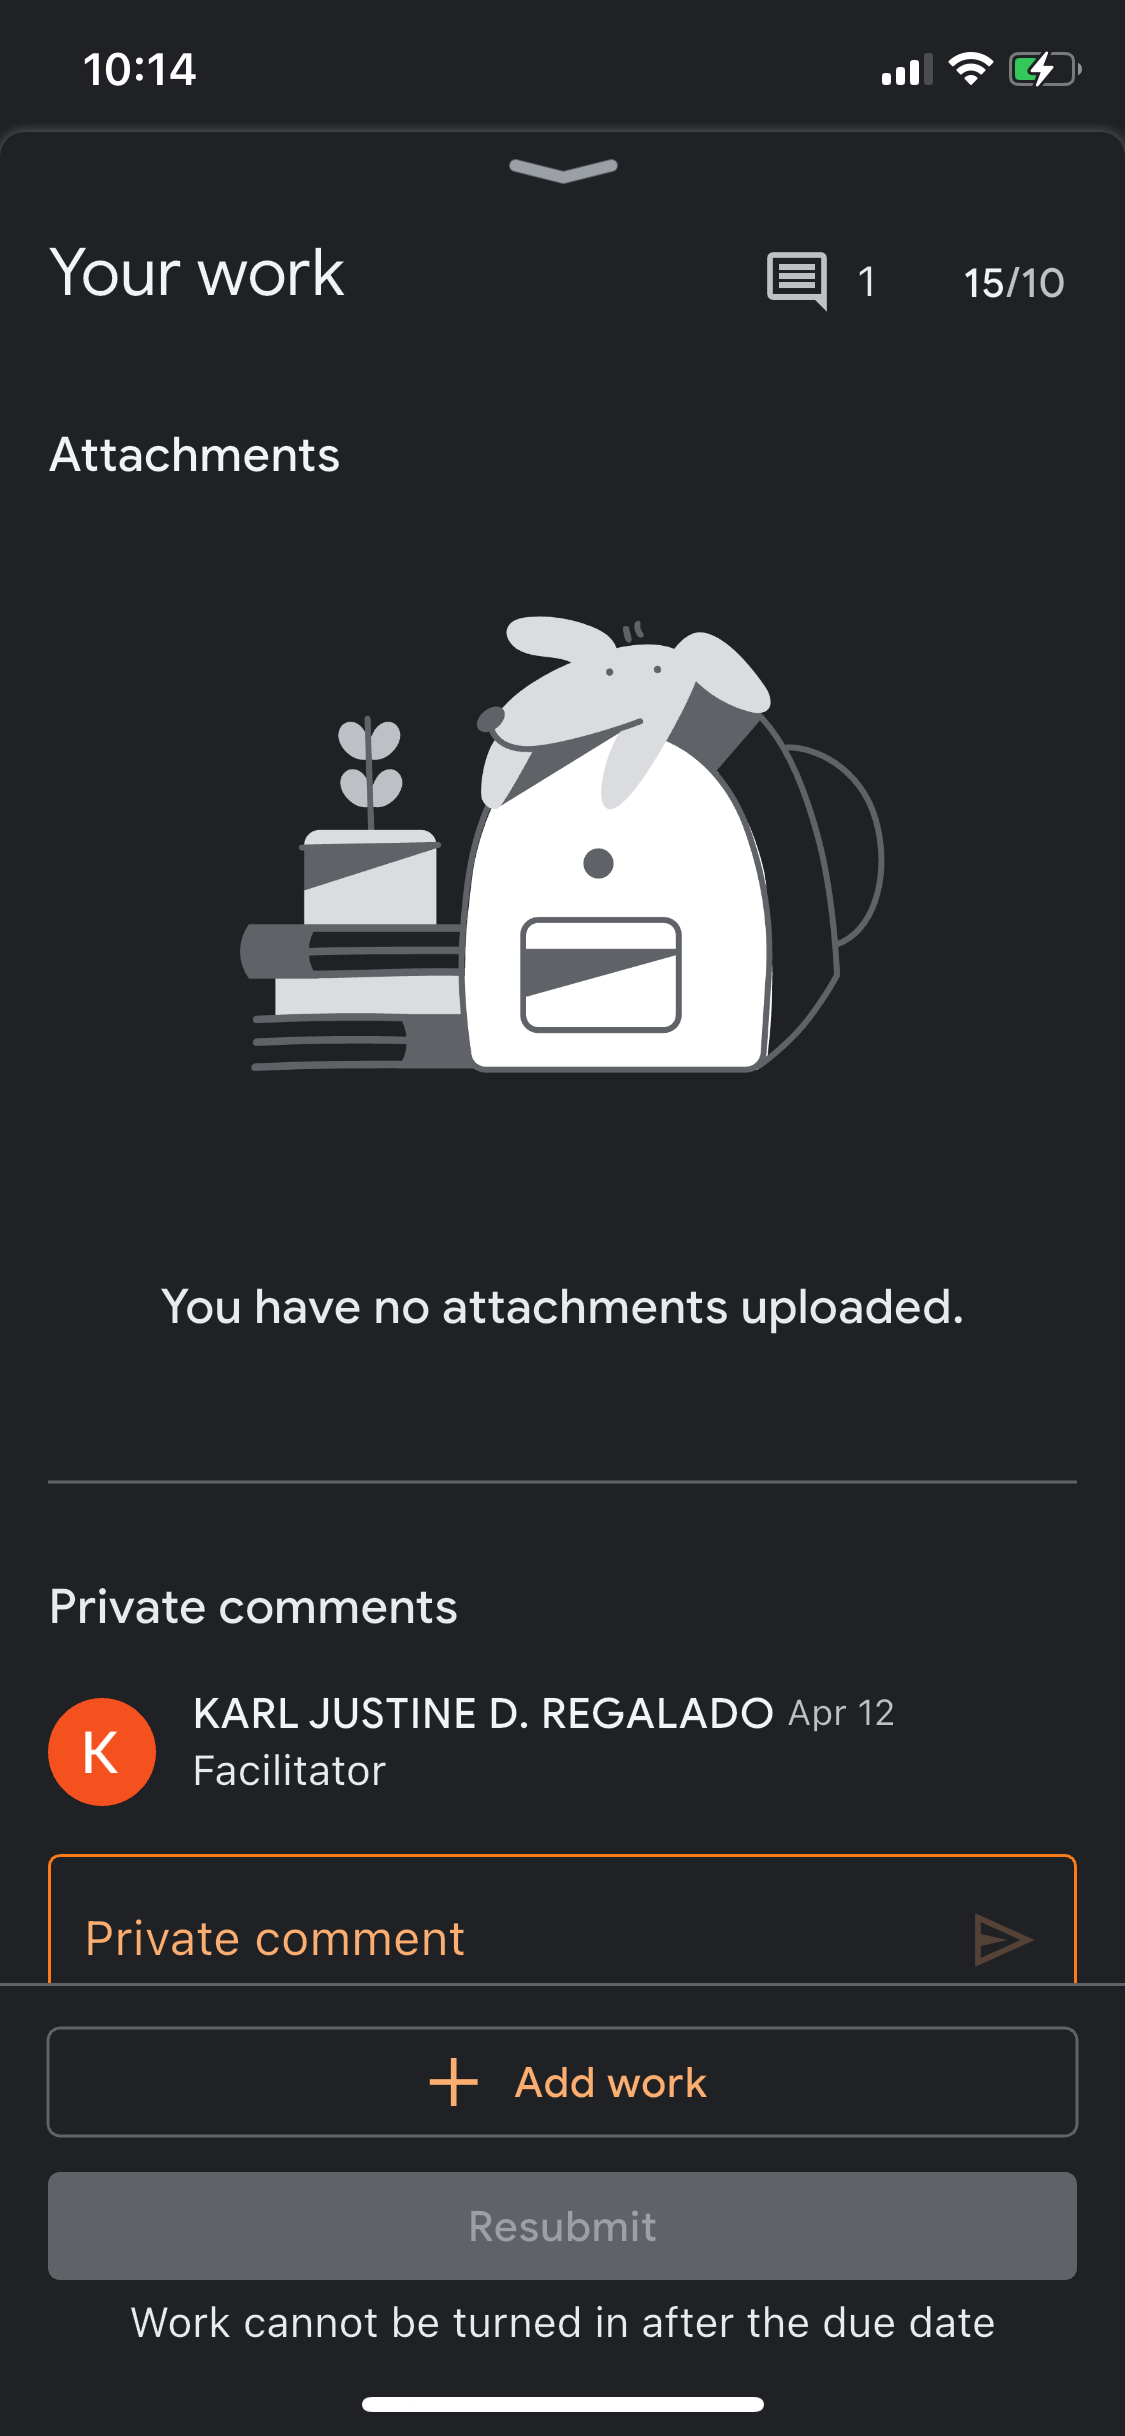 10:14
Your work
1
15/10
Attachments
You have no attachments uploaded.
Private comments
K
KARL JUSTINE D. REGALADO Apr 12
Facilitator
Private comment
Add work
Resubmit
Work cannot be turned in after the due date